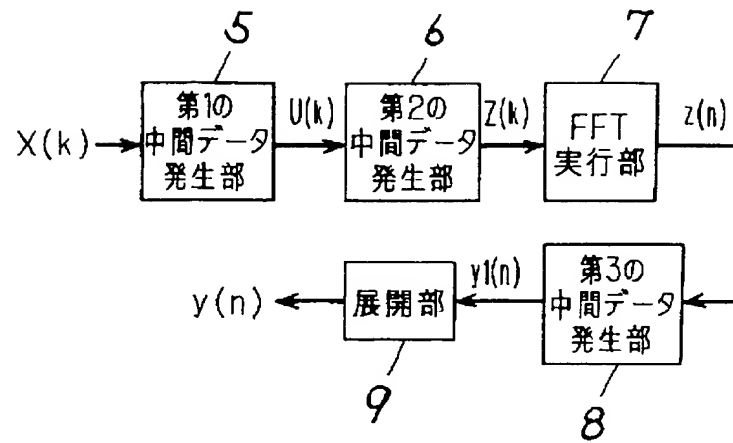 5
6
7
X(k)
第1の
中間データ
発生部
U(k)
第2の
中間データ
発生部
Z(k)
FFT
実行部
z(n)
y(n)
展開部
y1(n)
第3の
中間データ
発生部
9
8